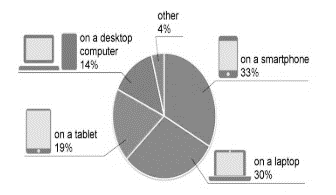 other
4%
on a desktop
computer
14%
on a smartphone
33%
on a tablet
19%
on a laptop
30%